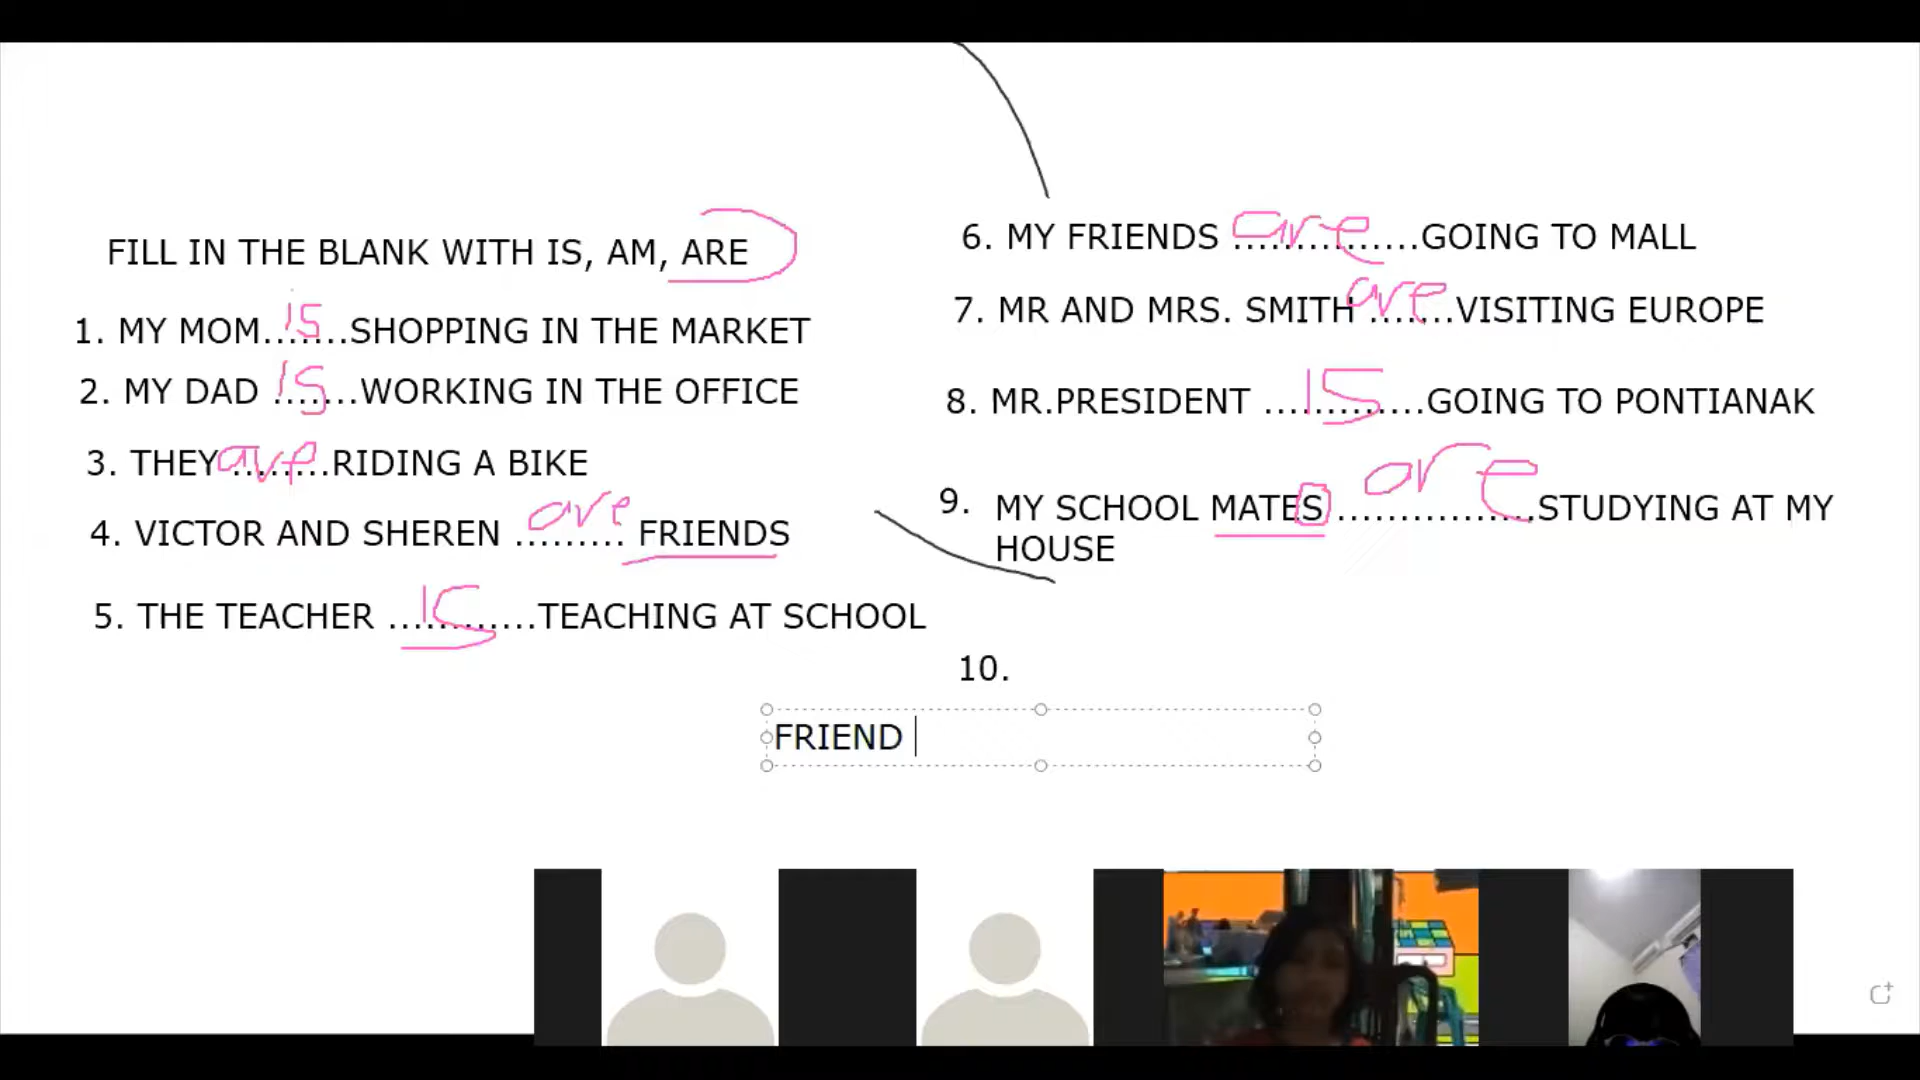 FILL IN THE BLANK WITH IS, AM, ARE
1. MY MOM...is....SHOPPING IN THE MARKET
2. MY DAD ...is....WORKING IN THE OFFICE
3. THEY ...are.....RIDING A BIKE
4. VICTOR AND SHEREN ....are..... FRIENDS
5. THE TEACHER .....is.......TEACHING AT SCHOOL
6. MY FRIENDS ......are.........GOING TO MALL
7. MR AND MRS. SMITH ...are....VISITING EUROPE
8. MR.PRESIDENT ......is.......GOING TO PONTIANAK
9. MY SCHOOL MATES .......are.........STUDYING AT MY
HOUSE
10.
FRIEND